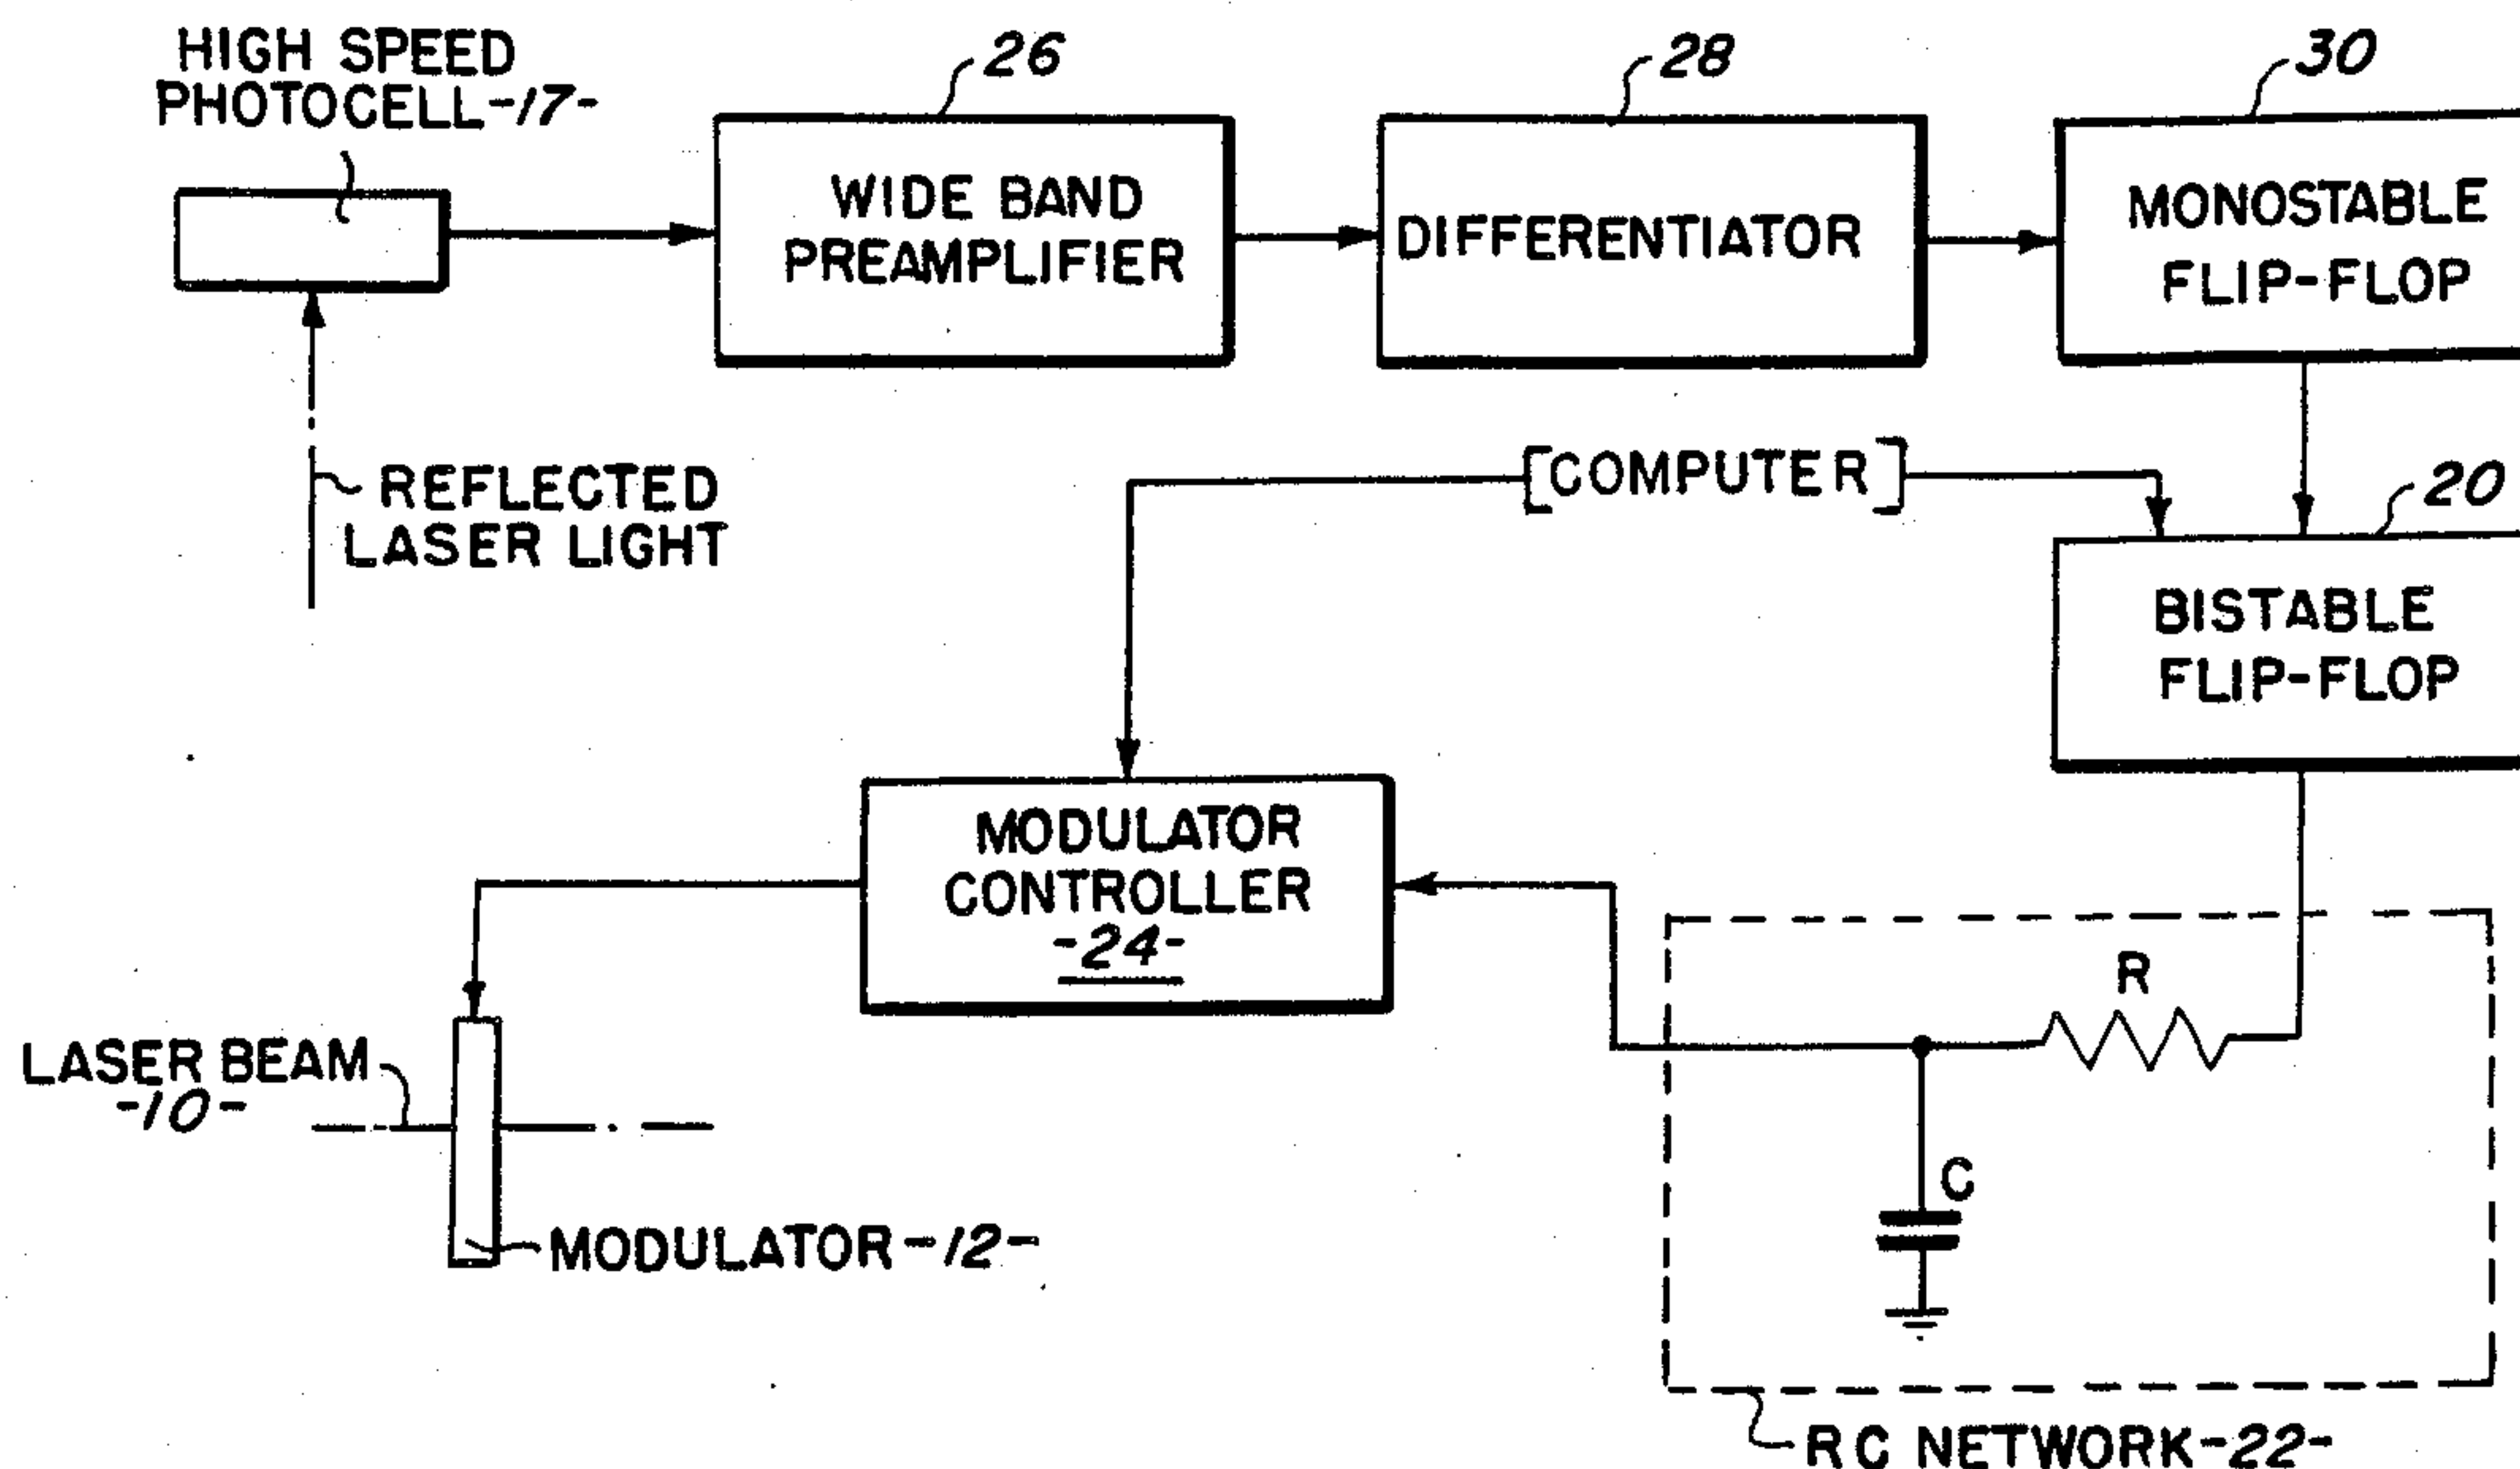 HIGH SPEED
PHOTOCELL-17-
26
28
30
WIDE BAND
PREAMPLIFIER
DIFFERENTIATOR
MONOSTABLE
FLIP-FLOP
REFLECTED
LASER LIGHT
[COMPUTER]
20
BISTABLE
FLIP-FLOP
MODULATOR
CONTROLLER
-24-
R
LASER BEAM
-10-
C
MODULATOR-12-
RC NETWORK-22-